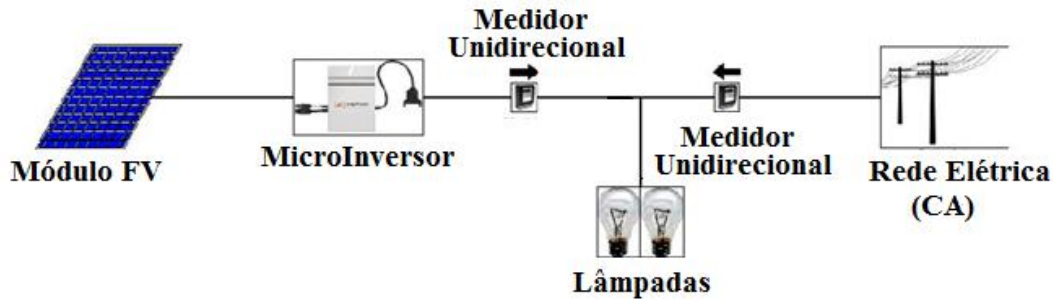 Medidor
Unidirecional
Módulo FV
MicroInversor
Medidor
Unidirecional
Rede Elétrica
(CA)
Lâmpadas